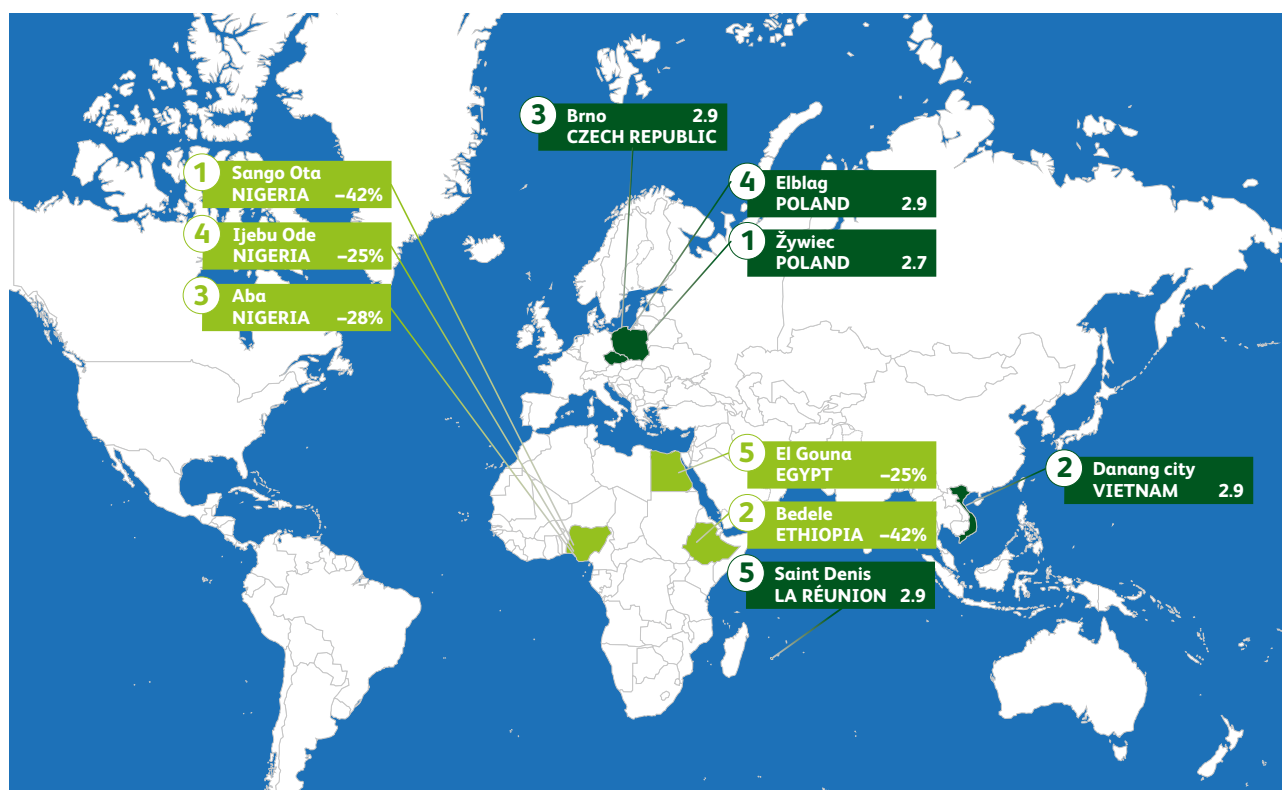 3
Brno 2.9
CZECH REPUBLIC
1
Sango Ota
NIGERIA –42%
4
Ijebu Ode
NIGERIA –25%
3
Aba
NIGERIA –28%
4
Elblag
POLAND 2.9
1
Žywiec
POLAND 2.7
5
El Gouna
EGYPT –25%
2
Bedele
ETHIOPIA –42%
5
Saint Denis
LA RÉUNION 2.9
2
Danang city
VIETNAM 2.9